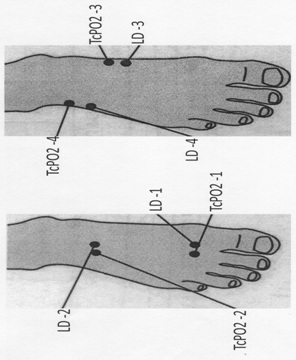 TcPO2 -3
LD -3
TcPO2 -4
LD -4
LD -1
TcPO2 -1
LD -2
TcPO2 -2